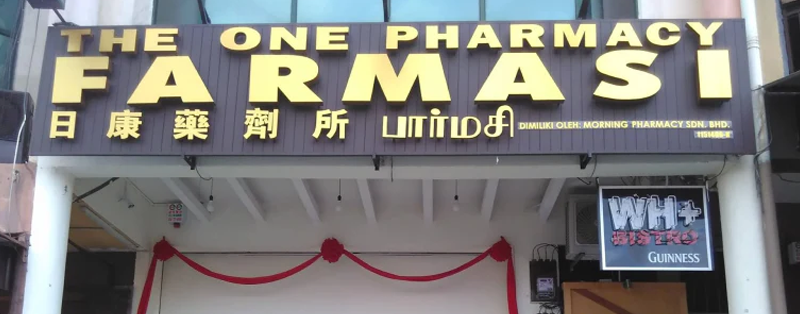 THE ONE PHARMACY
FARMASI
日康藥劑所 பார்மசி DIMILIKI OLEH: MORNING PHARMACY SDN. BHD.
WH+
BISTRO
GUINNESS